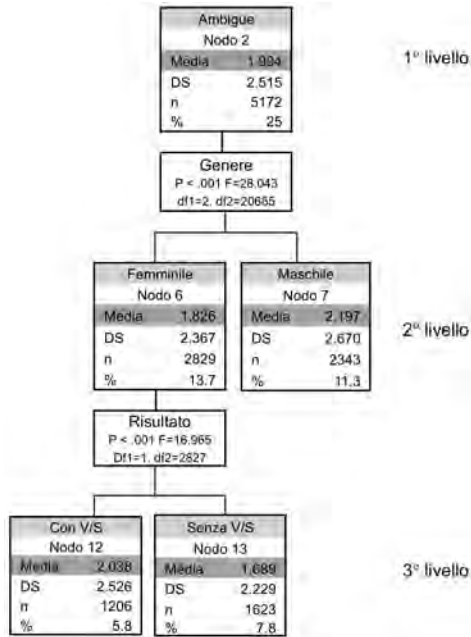 Ambigue
Nodo 2
Media 1.994
DS 2.515
n 5172
% 25
1° livello
Genere
P < .001 F=28.043
df1=2. df2=20665
Femminile
Nodo 6
Media 1.826
DS 2.367
n 2829
% 13.7
Maschile
Nodo 7
Media 2.197
DS 2.670
n 2343
% 11.3
2° livello
Risultato
P < .001 F=16.965
Df1=1. df2=2827
Con V/S
Nodo 12
Media 2.038
DS 2.526
n 1206
% 5.8
Senza V/S
Nodo 13
Media 1.689
DS 2.229
n 1623
% 7.8
3° livello